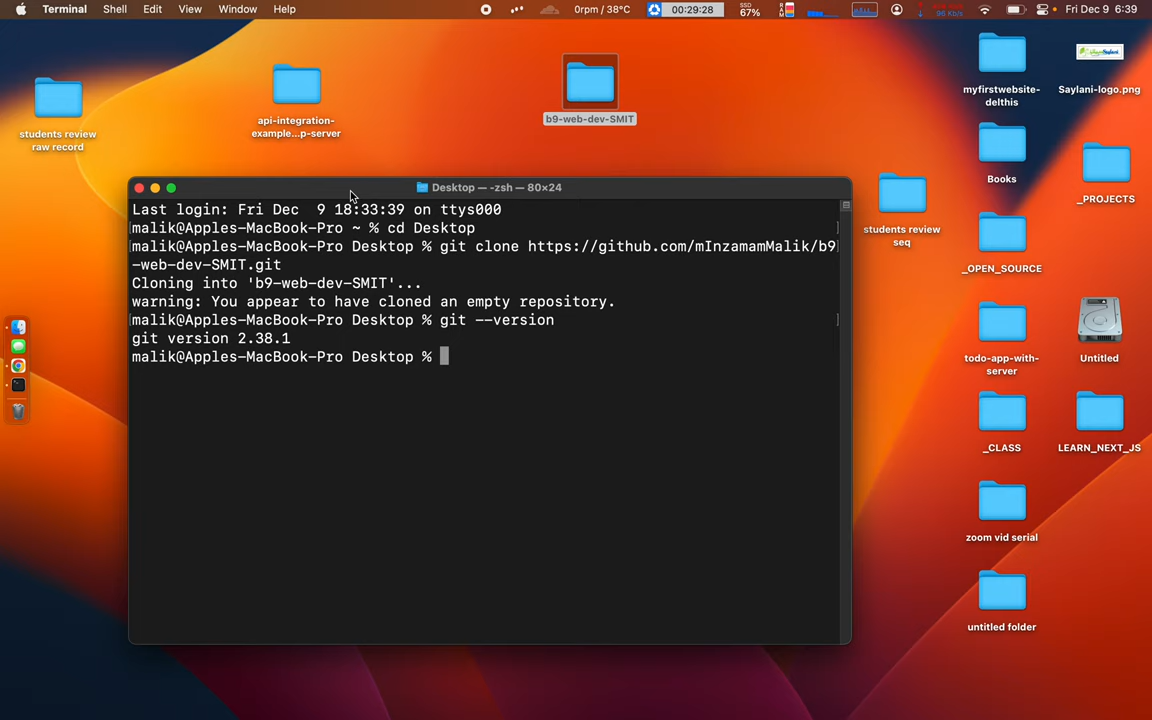 Terminal Shell Edit View Window Help
0rpm / 38°C
00:29:28
SSD 67%
RAM
96 Kb/s
Fri Dec 9 6:39
students review
raw record
api-integration-
example...p-server
b9-web-dev-SMIT
myfirstwebsite-
delthis
Saylani-logo.png
Books
_PROJECTS
students review
seq
_OPEN_SOURCE
todo-app-with-
server
Untitled
_CLASS
LEARN_NEXT_JS
zoom vid serial
untitled folder
Desktop — -zsh — 80×24
Last login: Fri Dec  9 18:33:39 on ttys000
[malik@Apples-MacBook-Pro ~ % cd Desktop ]
[malik@Apples-MacBook-Pro Desktop % git clone https://github.com/mInzamamMalik/b9]
-web-dev-SMIT.git
Cloning into 'b9-web-dev-SMIT'...
warning: You appear to have cloned an empty repository.
[malik@Apples-MacBook-Pro Desktop % git --version ]
git version 2.38.1
malik@Apples-MacBook-Pro Desktop %